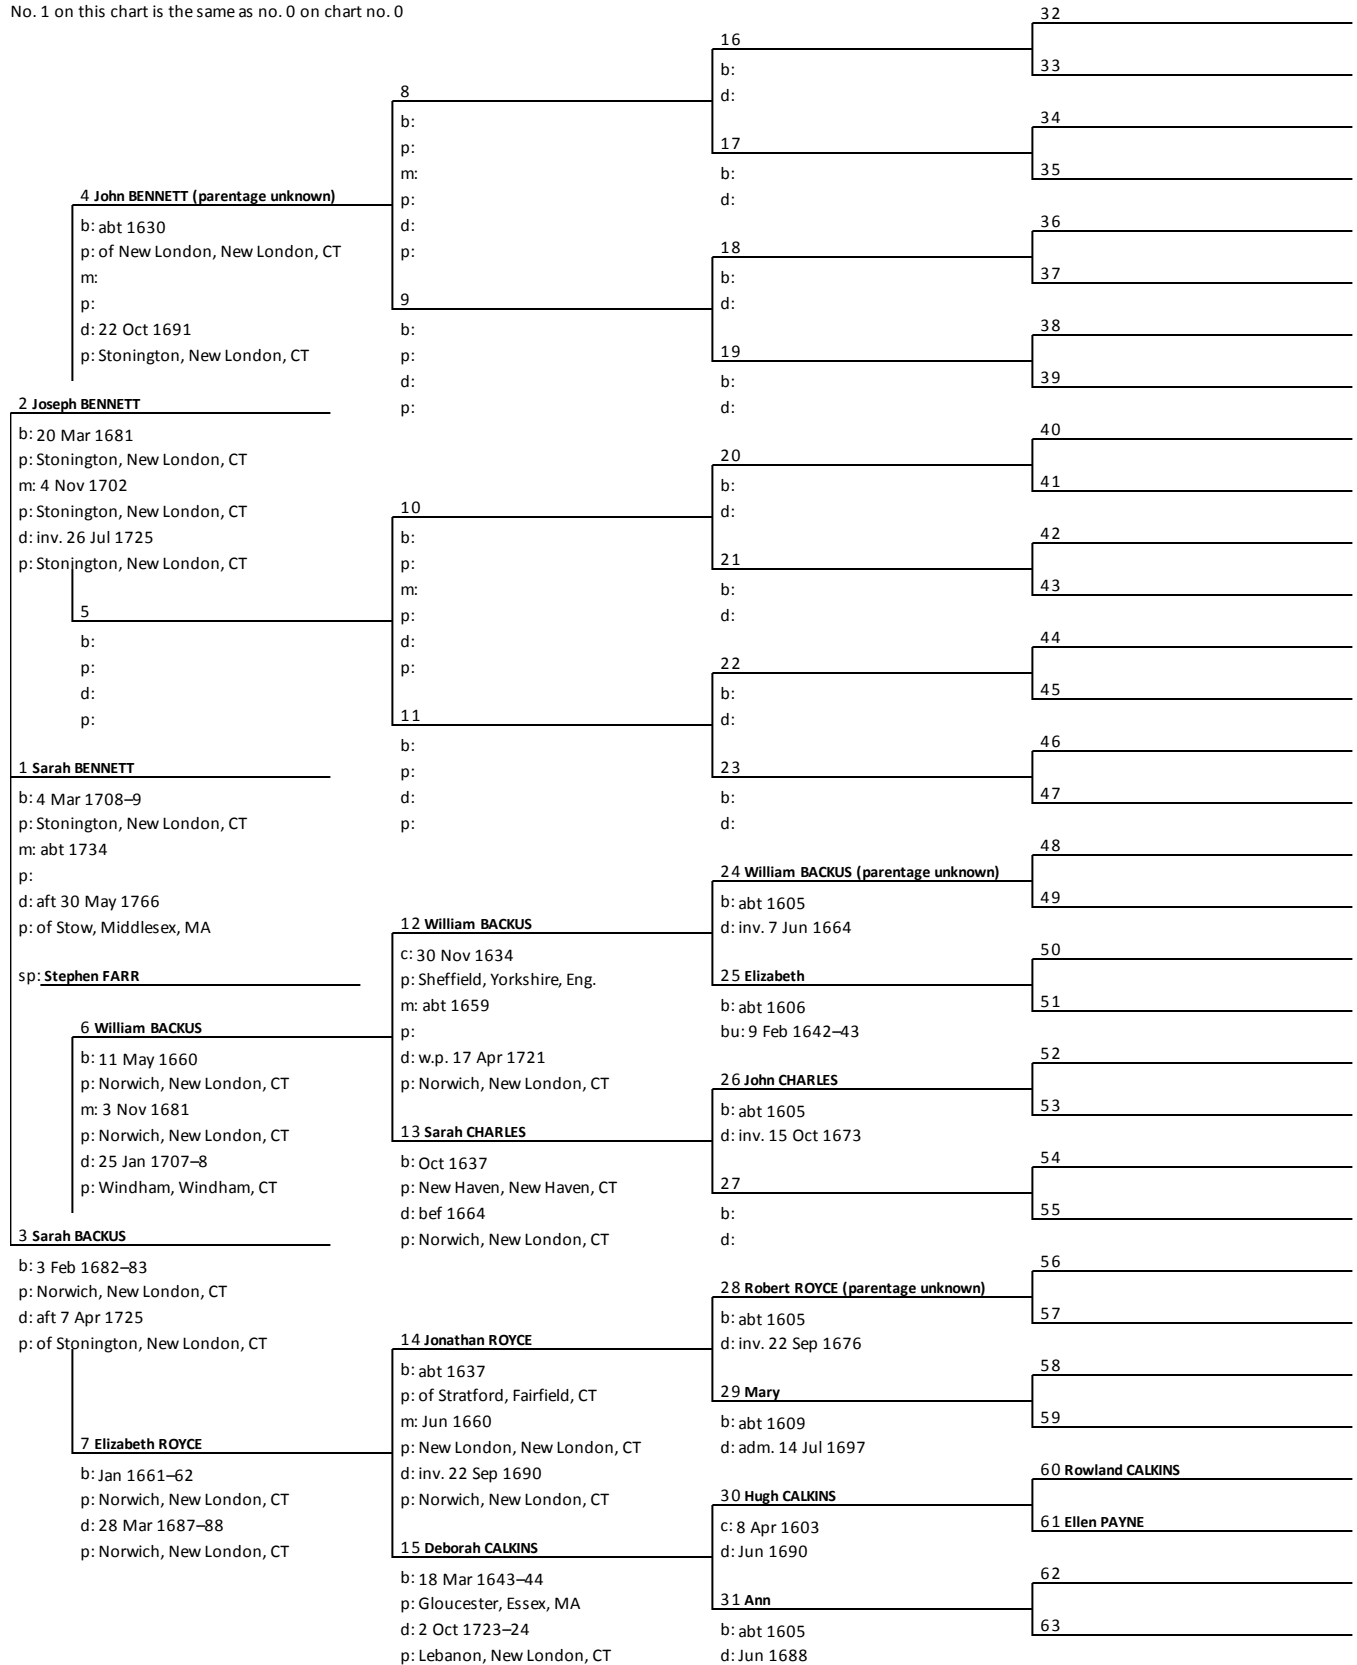 No. 1 on this chart is the same as no. 0 on chart no. 0
4 John BENNETT (parentage unknown)
b: abt 1630
p: of New London, New London, CT
m:
p:
d: 22 Oct 1691
p: Stonington, New London, CT
2 Joseph BENNETT
b: 20 Mar 1681
p: Stonington, New London, CT
m: 4 Nov 1702
p: Stonington, New London, CT
d: inv. 26 Jul 1725
p: Stonington, New London, CT
5
b:
p:
d:
p:
1 Sarah BENNETT
b: 4 Mar 1708–9
p: Stonington, New London, CT
m: abt 1734
p:
d: aft 30 May 1766
p: of Stow, Middlesex, MA
sp: Stephen FARR
6 William BACKUS
b: 11 May 1660
p: Norwich, New London, CT
m: 3 Nov 1681
p: Norwich, New London, CT
d: 25 Jan 1707–8
p: Windham, Windham, CT
3 Sarah BACKUS
b: 3 Feb 1682–83
p: Norwich, New London, CT
d: aft 7 Apr 1725
p: of Stonington, New London, CT
7 Elizabeth ROYCE
b: Jan 1661–62
p: Norwich, New London, CT
d: 28 Mar 1687–88
p: Norwich, New London, CT
8
b:
p:
m:
p:
d:
p:
9
b:
p:
d:
p:
10
b:
p:
m:
p:
d:
p:
11
b:
p:
d:
p:
12 William BACKUS
c: 30 Nov 1634
p: Sheffield, Yorkshire, Eng.
m: abt 1659
p:
d: w.p. 17 Apr 1721
p: Norwich, New London, CT
13 Sarah CHARLES
b: Oct 1637
p: New Haven, New Haven, CT
d: bef 1664
p: Norwich, New London, CT
14 Jonathan ROYCE
b: abt 1637
p: of Stratford, Fairfield, CT
m: Jun 1660
p: New London, New London, CT
d: inv. 22 Sep 1690
p: Norwich, New London, CT
15 Deborah CALKINS
b: 18 Mar 1643–44
p: Gloucester, Essex, MA
d: 2 Oct 1723–24
p: Lebanon, New London, CT
16
b:
d:
17
b:
d:
18
b:
d:
19
b:
d:
20
b:
d:
21
b:
d:
22
b:
d:
23
b:
d:
24 William BACKUS (parentage unknown)
b: abt 1605
d: inv. 7 Jun 1664
25 Elizabeth
b: abt 1606
bu: 9 Feb 1642–43
26 John CHARLES
b: abt 1605
d: inv. 15 Oct 1673
27
b:
d:
28 Robert ROYCE (parentage unknown)
b: abt 1605
d: inv. 22 Sep 1676
29 Mary
b: abt 1609
d: adm. 14 Jul 1697
30 Hugh CALKINS
c: 8 Apr 1603
d: Jun 1690
31 Ann
b: abt 1605
d: Jun 1688
32
33
34
35
36
37
38
39
40
41
42
43
44
45
46
47
48
49
50
51
52
53
54
55
56
57
58
59
60 Rowland CALKINS
61 Ellen PAYNE
62
63